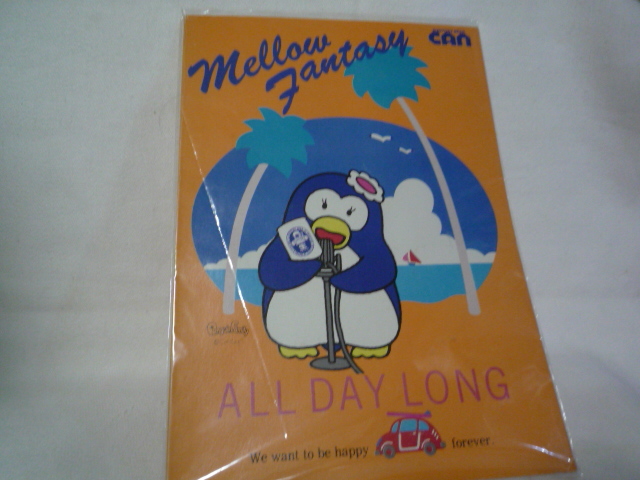 Mellow
Fantasy
CAN
ALL DAY LONG
We want to be happy forever.